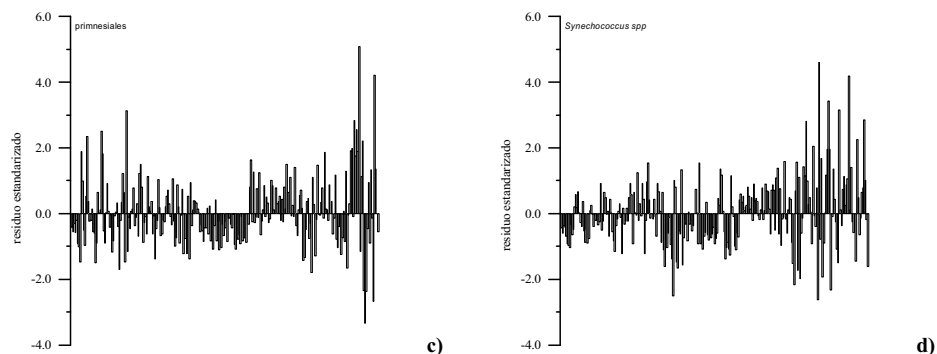 6.0
primnesiales
4.0
2.0
0.0
-2.0
-4.0
residuo estandarizado
c)
6.0
Synechococcus spp
4.0
2.0
0.0
-2.0
-4.0
residuo estandarizado
d)